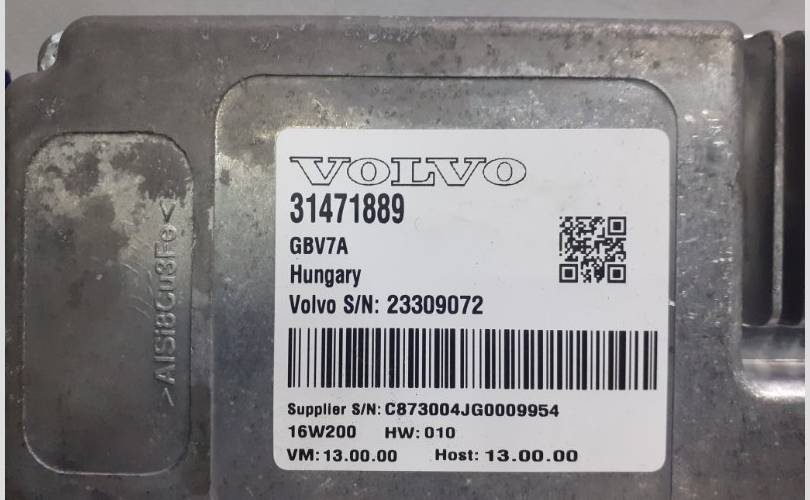 VOLVO
31471889
GBV7A
Hungary
Volvo S/N: 23309072
Supplier S/N: C873004JG0009954
16W200 HW: 010
VM: 13.00.00 Host: 13.00.00
>AlSi8Cu3Fe<